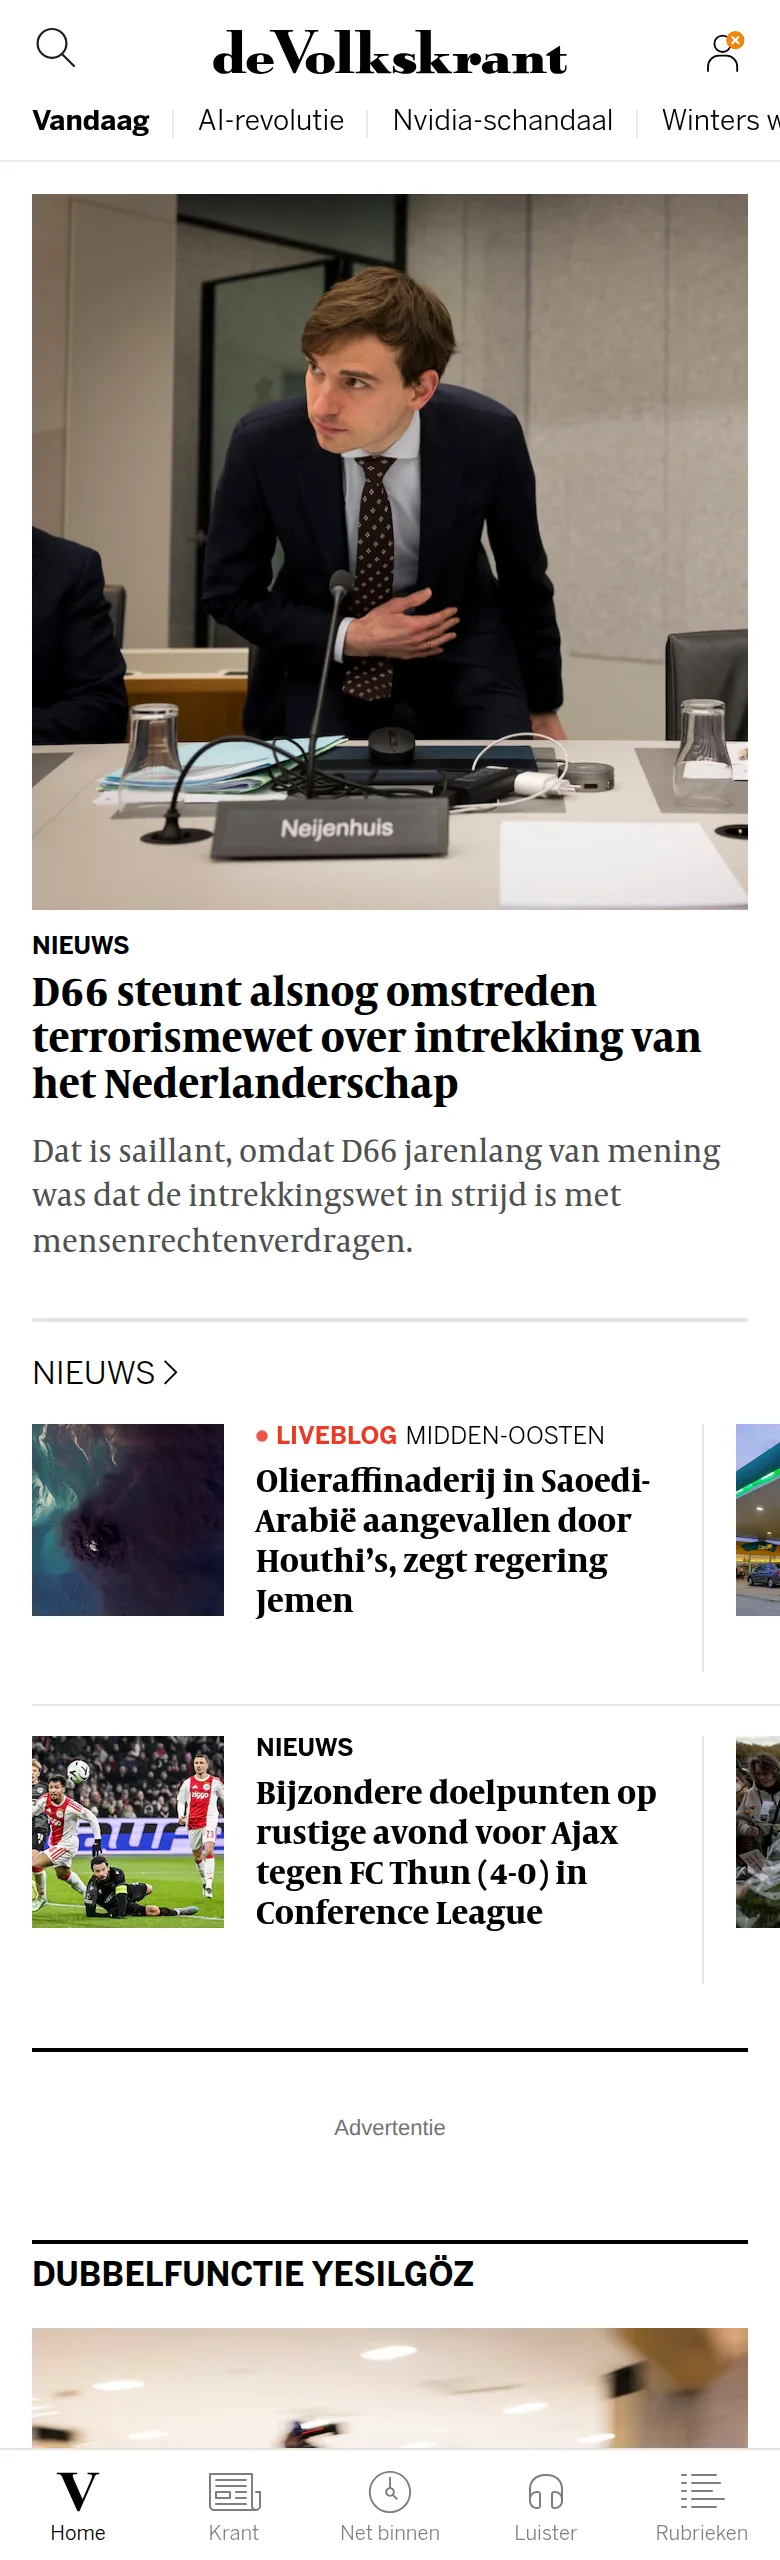 deVolkskrant
Vandaag
AI-revolutie
Nvidia-schandaal
Winters w
Neijenhuis
NIEUWS
D66 steunt alsnog omstreden
terrorismewet over intrekking van
het Nederlanderschap
Dat is saillant, omdat D66 jarenlang van mening
was dat de intrekkingswet in strijd is met
mensenrechtenverdragen.
NIEUWS
LIVEBLOG MIDDEN-OOSTEN
Olieraffinaderij in Saoedi-
Arabië aangevallen door
Houthi’s, zegt regering
Jemen
ziggo
NIEUWS
Bijzondere doelpunten op
rustige avond voor Ajax
tegen FC Thun (4-0) in
Conference League
Advertentie
DUBBELFUNCTIE YESILGÖZ
V
Home
Krant
Net binnen
Luister
Rubrieken